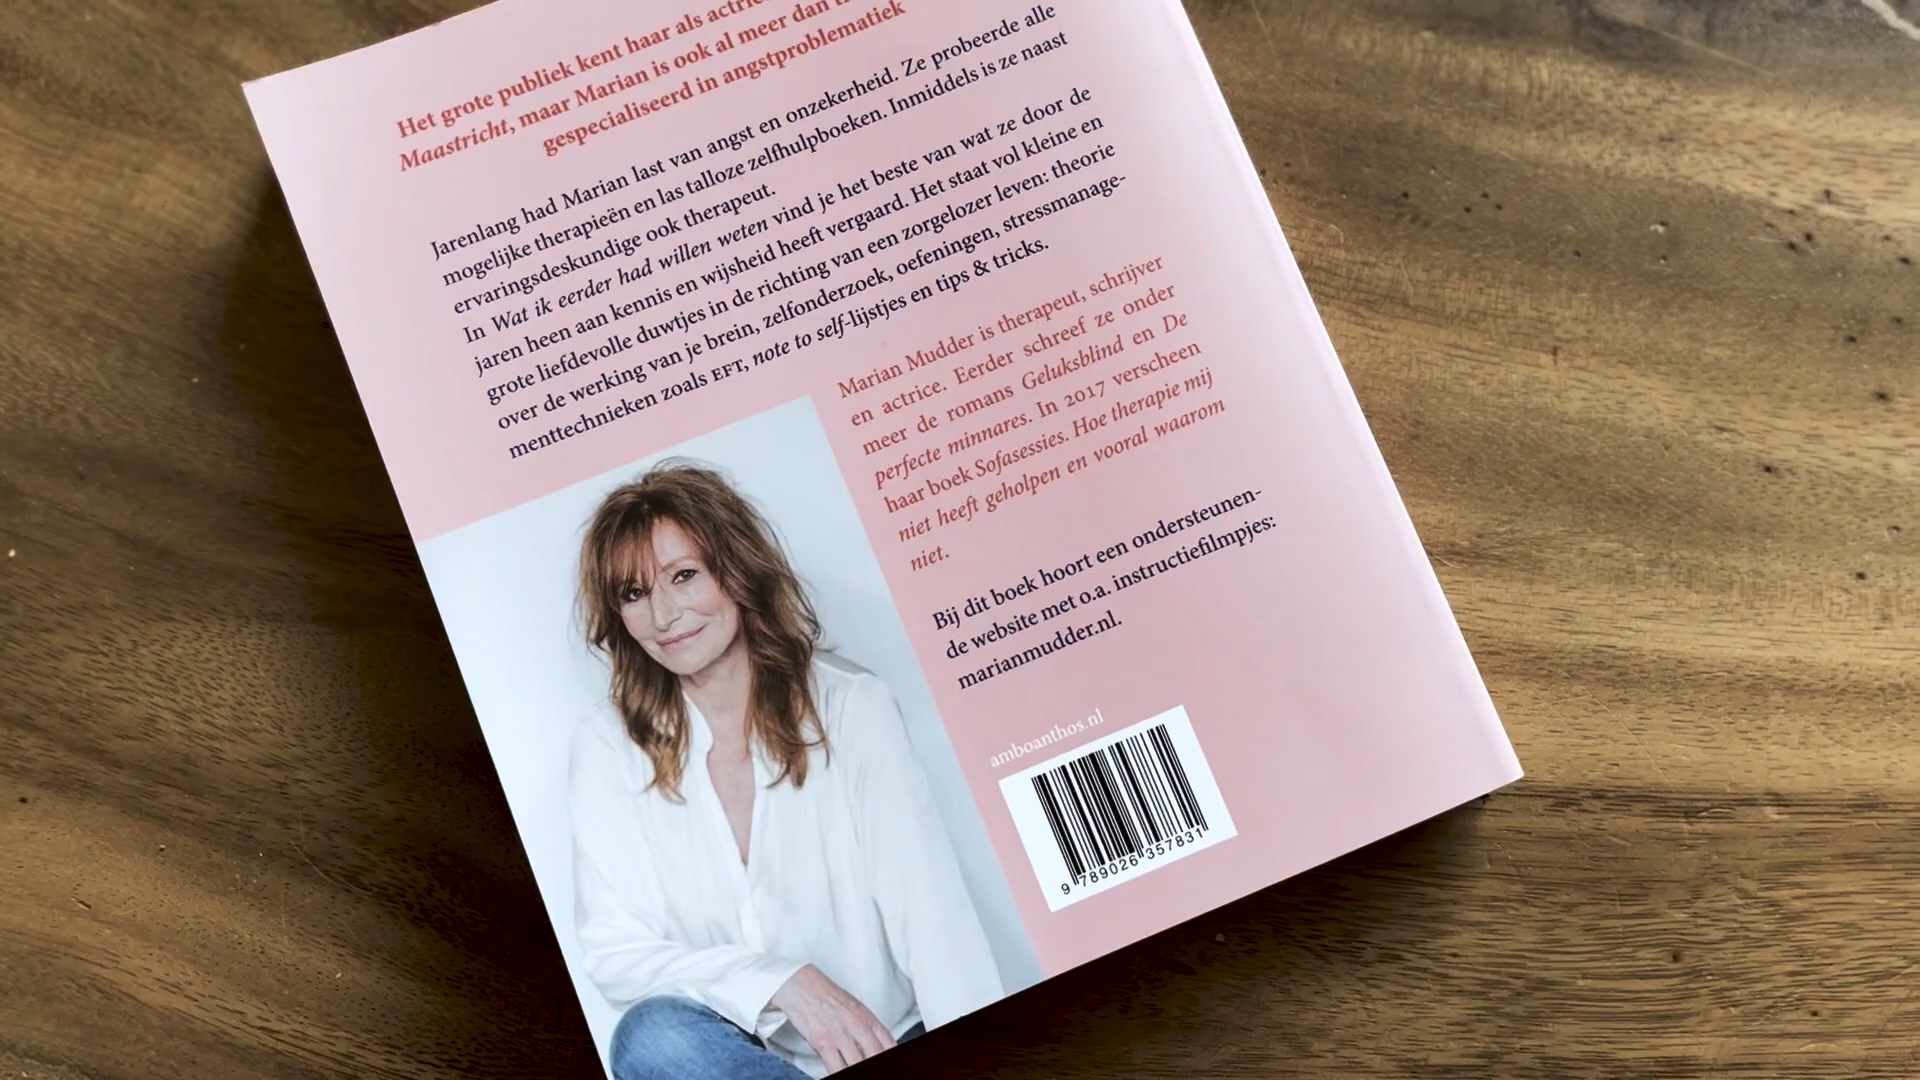 Het grote publiek kent haar als
Maastricht, maar Marian is ook al meer dan
gespecialiseerd in angstproblematiek
Jarenlang had Marian last van angst en onzekerheid. Ze probeerde alle
mogelijke therapieën en las talloze zelfhulpboeken. Inmiddels is ze naast
ervaringsdeskundige ook therapeut.
In Wat ik eerder had willen weten vind je het beste van wat ze door de
jaren heen aan kennis en wijsheid heeft vergaard. Het staat vol kleine en
grote liefdevolle duwtjes in de richting van een zorgelozer leven: theorie
over de werking van je brein, zelfonderzoek, oefeningen, stressmanage-
menttechnieken zoals EFT, note to self-lijstjes en tips & tricks.
Marian Mudder is therapeut, schrijver
en actrice. Eerder schreef ze onder
meer de romans Geluksblind en De
perfecte minnares. In 2017 verscheen
haar boek Sofasessies. Hoe therapie mij
niet heeft geholpen en vooral waarom
niet.
Bij dit boek hoort een ondersteunen-
de website met o.a. instructiefilmpjes:
marianmudder.nl.
amboanthos.nl
9 789026 357831